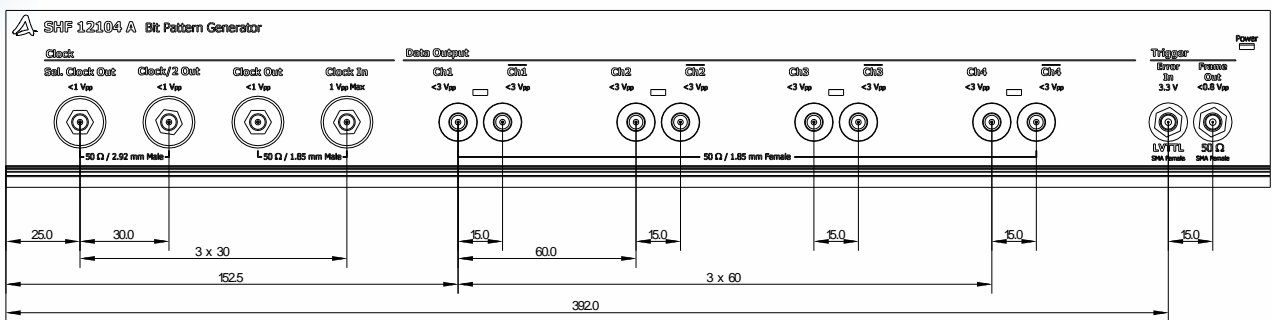 SHF 12104 A Bit Pattern Generator
Power
Clock
Data Output
Trigger
Sel. Clock Out Clock/2 Out Clock Out Clock In
Ch1 Ch1 Ch2 Ch2 Ch3 Ch3 Ch4 Ch4
Error In Frame Out
<1 Vpp <1 Vpp <1 Vpp 1 Vpp Max
<3 Vpp <3 Vpp <3 Vpp <3 Vpp <3 Vpp <3 Vpp <3 Vpp <3 Vpp
3.3 V <0.8 Vpp
50 Ω / 2.92 mm Male 50 Ω / 1.85 mm Male
50 Ω / 1.85 mm Female
LVTTL 50 Ω
SMA Female SMA Female
25.0 30.0 15.0 15.0 15.0 15.0 15.0
3 x 30 60.0
152.5 3 x 60
392.0